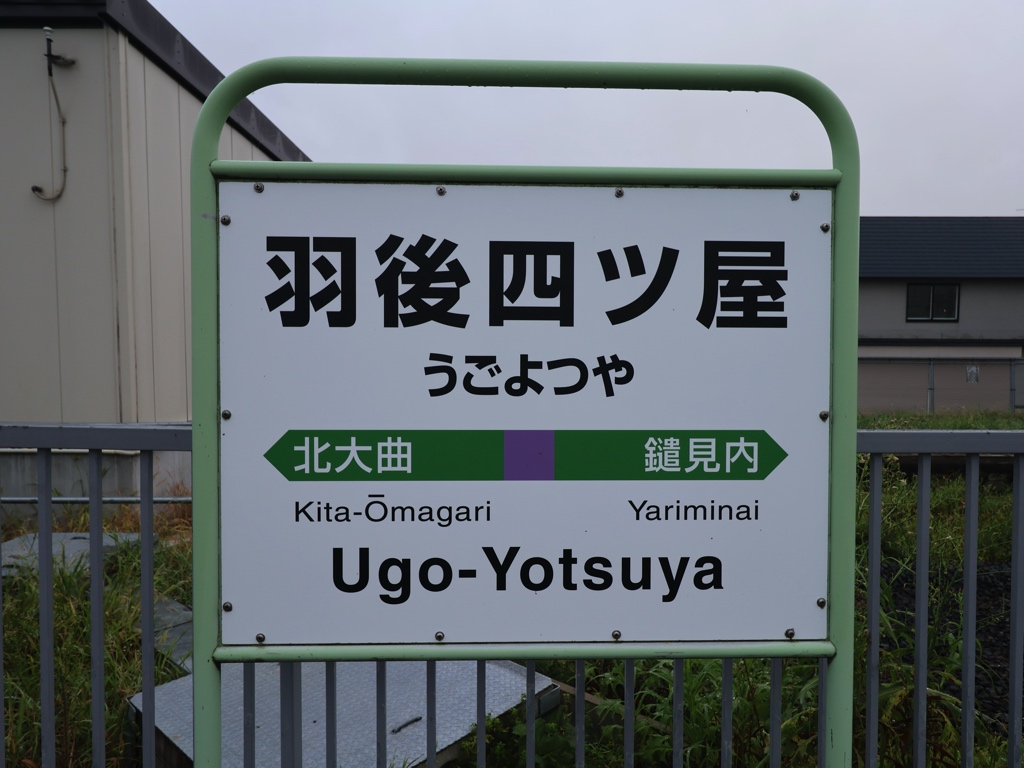 羽後四ツ屋
うごよつや
北大曲 鑓見内
Kita-Ōmagari Yariminai
Ugo-Yotsuya